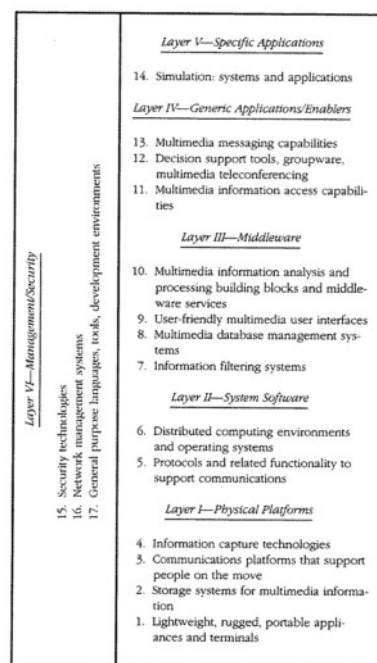 Layer VI—Management/Security
15. Security technologies
16. Network management systems
17. General purpose languages, tools, development environments
Layer V—Specific Applications
14. Simulation: systems and applications
Layer IV—Generic Applications/Enablers
13. Multimedia messaging capabilities
12. Decision support tools, groupware,
multimedia teleconferencing
11. Multimedia information access capabili-
ties
Layer III—Middleware
10. Multimedia information analysis and
processing building blocks and middle-
ware services
9. User-friendly multimedia user interfaces
8. Multimedia database management sys-
tems
7. Information filtering systems
Layer II—System Software
6. Distributed computing environments
and operating systems
5. Protocols and related functionality to
support communications
Layer I—Physical Platforms
4. Information capture technologies
3. Communications platforms that support
people on the move
2. Storage systems for multimedia informa-
tion
1. Lightweight, rugged, portable appli-
ances and terminals